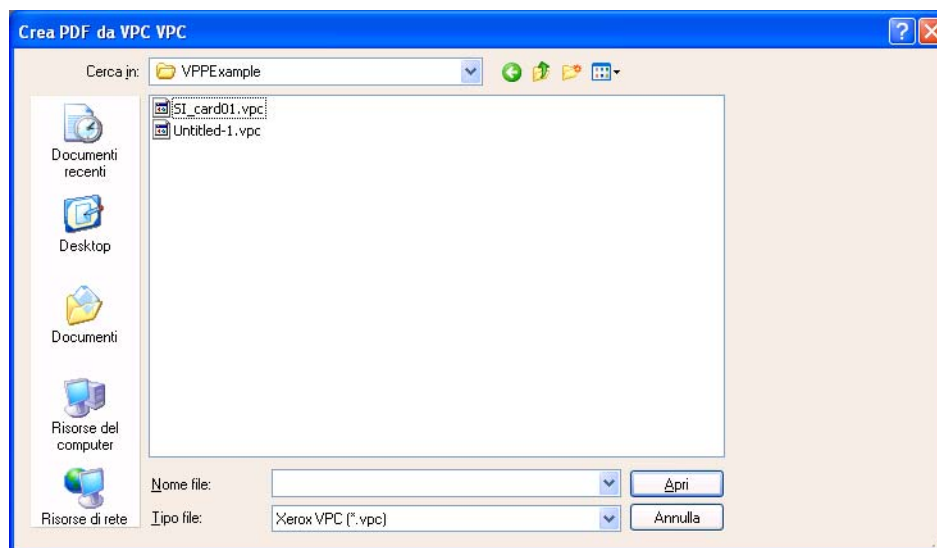 Crea PDF da VPC VPC
Cerca in:
VPPExample
SI_card01.vpc
Untitled-1.vpc
Documenti
recenti
Desktop
Documenti
Risorse del
computer
Risorse di rete
Nome file:
Apri
Tipo file:
Xerox VPC (*.vpc)
Annulla